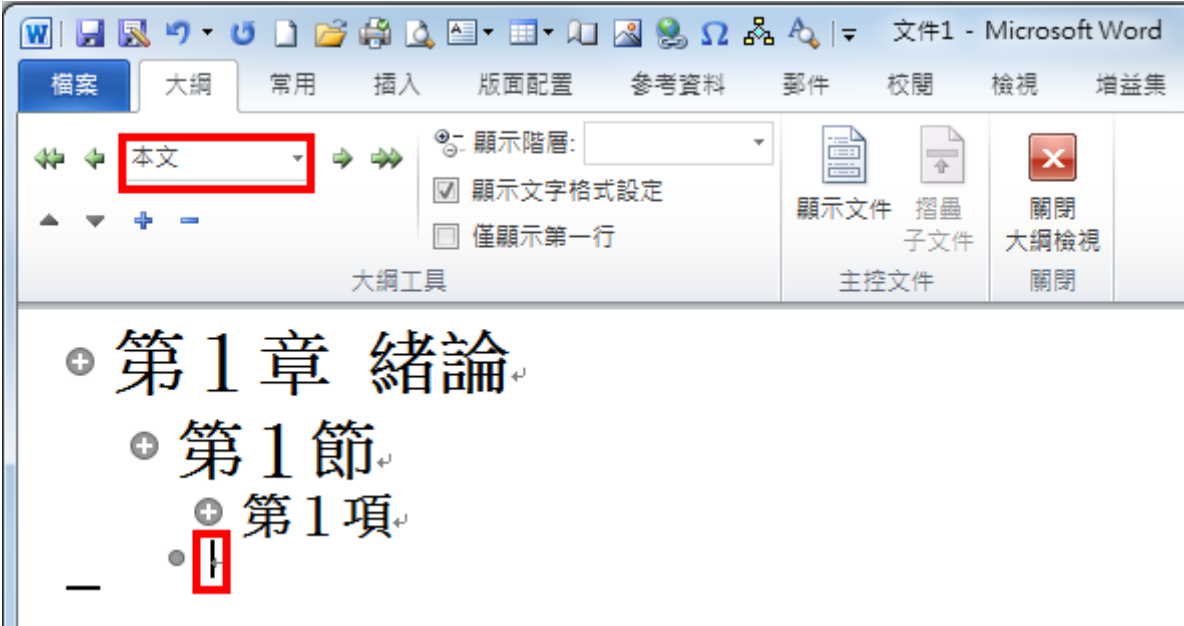 文件1 - Microsoft Word
檔案 大綱 常用 插入 版面配置 參考資料 郵件 校閱 檢視 增益集
本文 顯示階層:
顯示文字格式設定
僅顯示第一行
顯示文件
摺疊
子文件
關閉
大綱檢視
大綱工具 主控文件 關閉
第1章 緒論
第1節
第1項